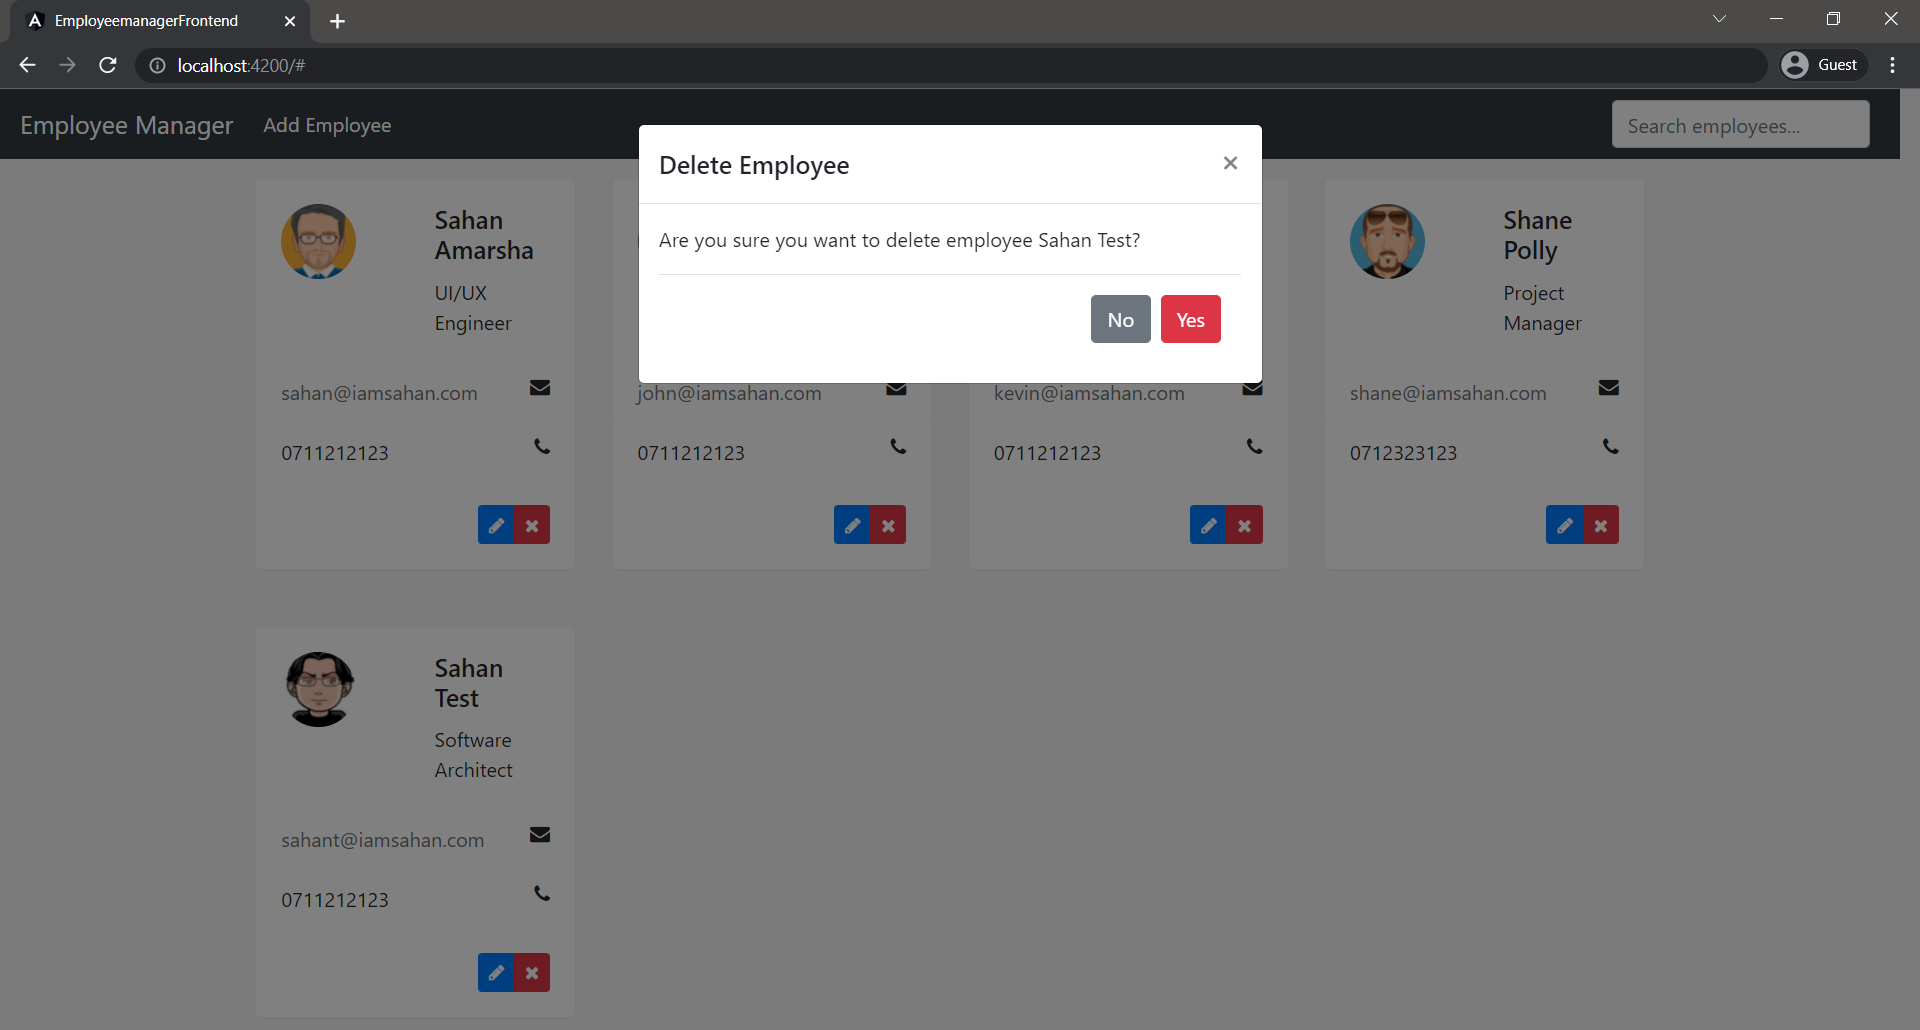 EmployeemanagerFrontend
localhost:4200/#
Guest
Employee Manager
Add Employee
Search employees...
Delete Employee
×
Are you sure you want to delete employee Sahan Test?
No
Yes
Sahan
Amarsha
UI/UX
Engineer
sahan@iamsahan.com
0711212123
john@iamsahan.com
0711212123
kevin@iamsahan.com
0711212123
Shane
Polly
Project
Manager
shane@iamsahan.com
0712323123
Sahan
Test
Software
Architect
sahant@iamsahan.com
0711212123